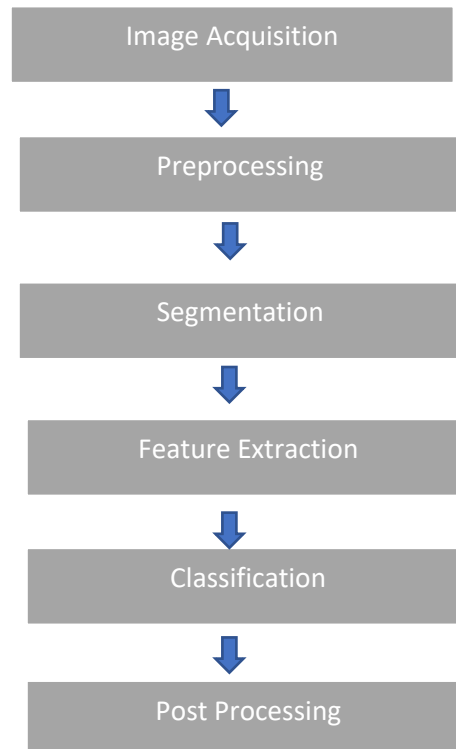 Image Acquisition
Preprocessing
Segmentation
Feature Extraction
Classification
Post Processing